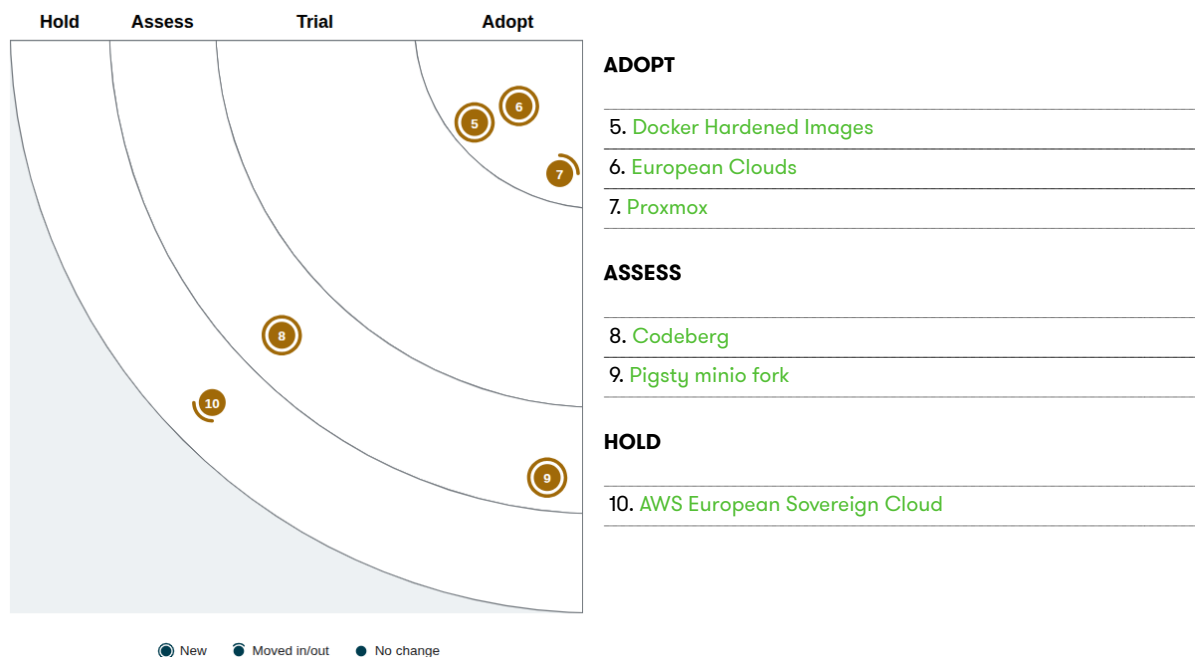 Hold Assess Trial Adopt
6
5
7
8
10
9
New Moved in/out No change
ADOPT
5. Docker Hardened Images
6. European Clouds
7. Proxmox
ASSESS
8. Codeberg
9. Pigsty minio fork
HOLD
10. AWS European Sovereign Cloud